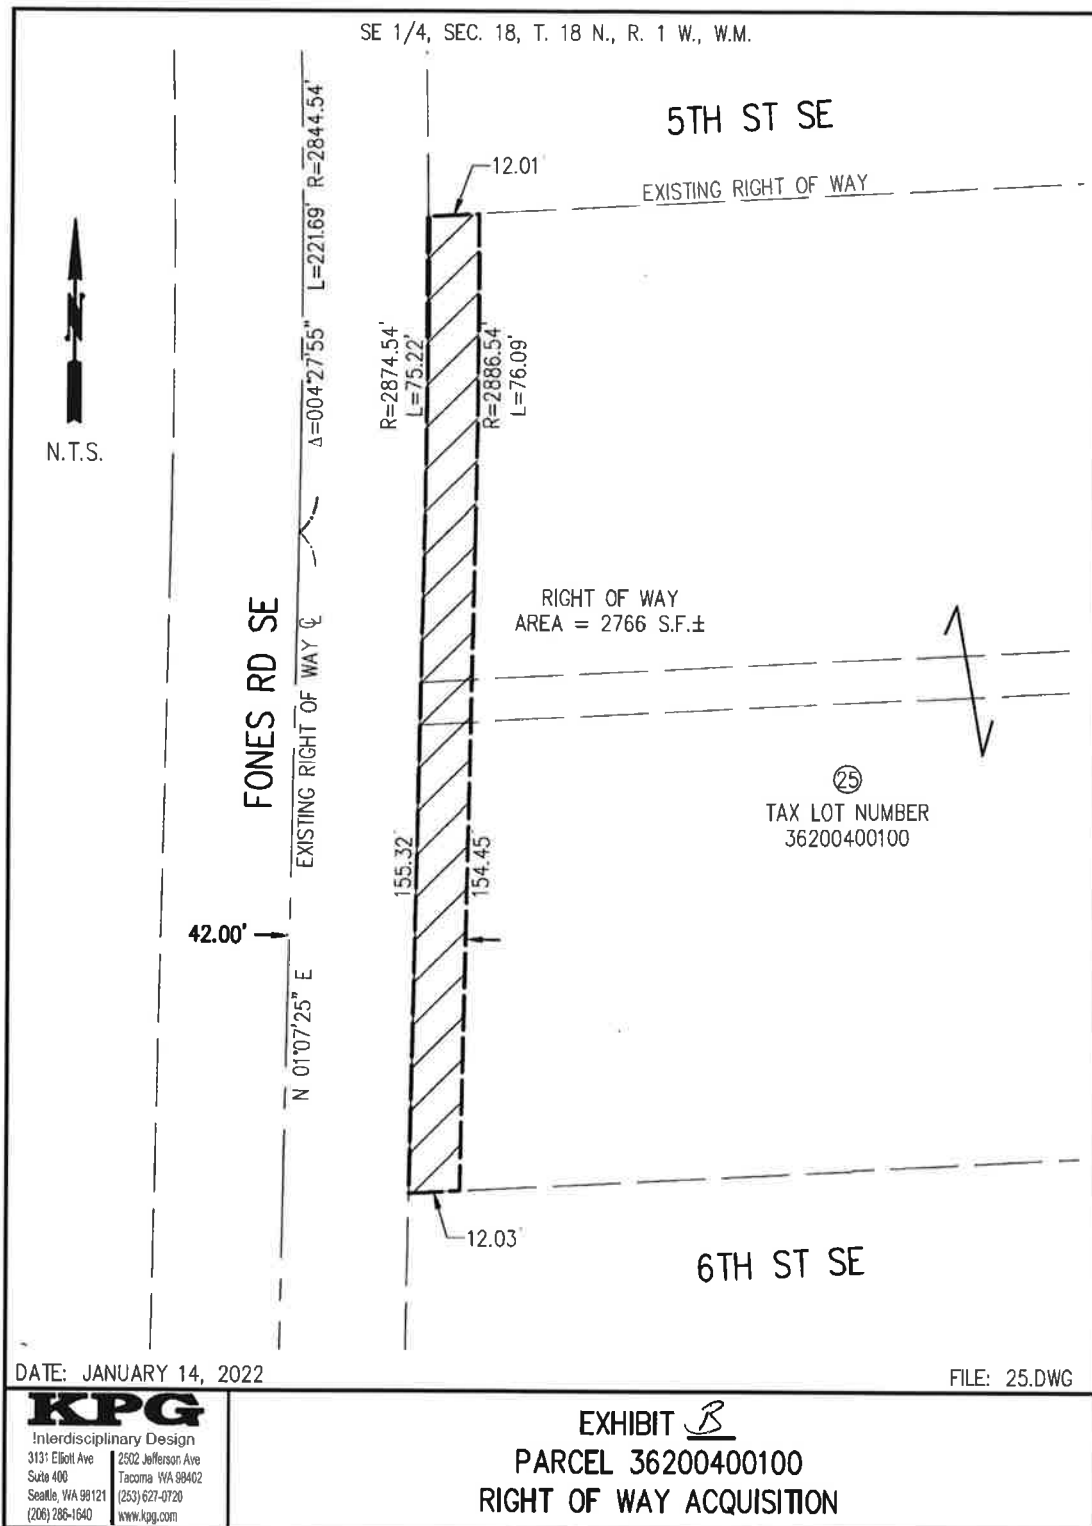 SE 1/4, SEC. 18, T. 18 N., R. 1 W., W.M.
5TH ST SE
12.01'
EXISTING RIGHT OF WAY
Δ=004°27'55" L=221.69' R=2844.54'
N
N.T.S.
R=2874.54'
L=75.22'
R=2886.54'
L=76.09'
RIGHT OF WAY
AREA = 2766 S.F.±
FONES RD SE
EXISTING RIGHT OF WAY ℄
25
TAX LOT NUMBER
36200400100
155.32'
154.45'
42.00'
N 01°07'25" E
12.03'
6TH ST SE
DATE: JANUARY 14, 2022
FILE: 25.DWG
KPG
Interdisciplinary Design
3131 Elliott Ave
Suite 400
Seattle, WA 98121
(206) 286-1640
2502 Jefferson Ave
Tacoma WA 98402
(253) 627-0720
www.kpg.com
EXHIBIT B
PARCEL 36200400100
RIGHT OF WAY ACQUISITION